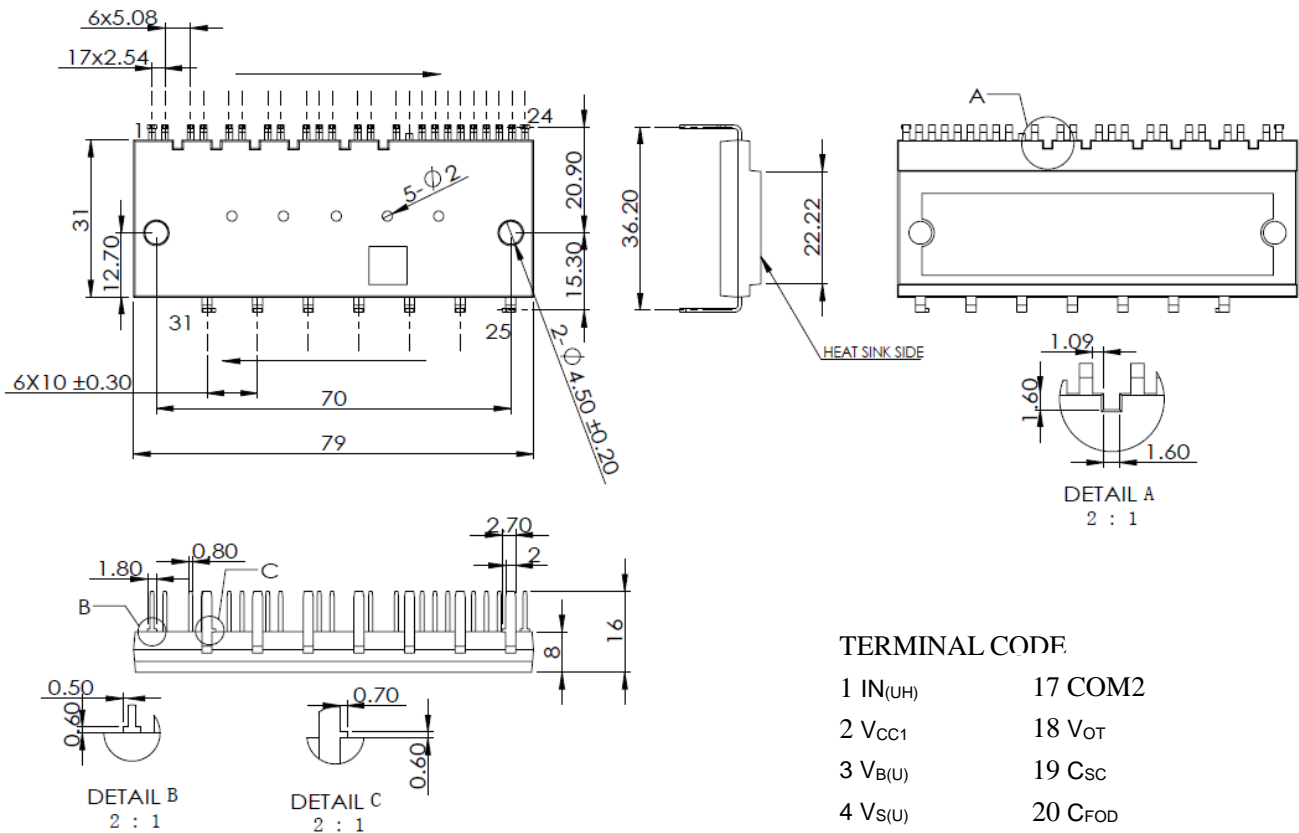 6x5.08
17x2.54
1
24
5-∅2
31
12.70
20.90
15.30
31
25
6X10 ±0.30
70
79
2-∅ 4.50 ±0.20
36.20
22.22
HEAT SINK SIDE
A
1.09
1.60
1.60
DETAIL A
2 : 1
1.80
0.80
C
B
2.70
2
16
8
0.50
0.60
DETAIL B
2 : 1
0.70
0.60
DETAIL C
2 : 1
TERMINAL CODE
1 IN(UH) 17 COM2
2 VCC1 18 VOT
3 VB(U) 19 CSC
4 VS(U) 20 CFOD